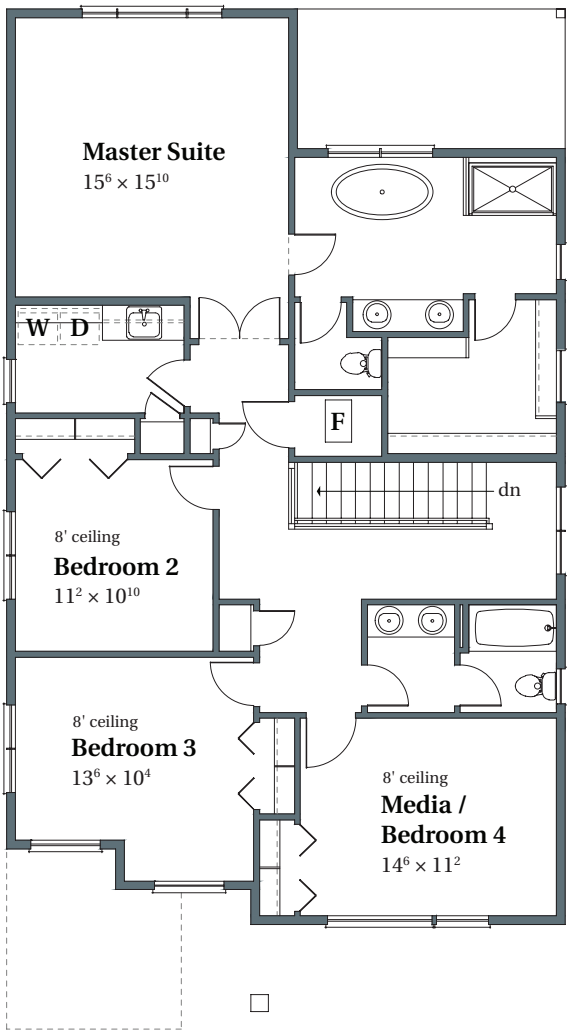 Master Suite
15⁶ × 15¹⁰
W D
F
dn
8' ceiling
Bedroom 2
11² × 10¹⁰
8' ceiling
Bedroom 3
13⁶ × 10⁴
8' ceiling
Media /
Bedroom 4
14⁶ × 11²